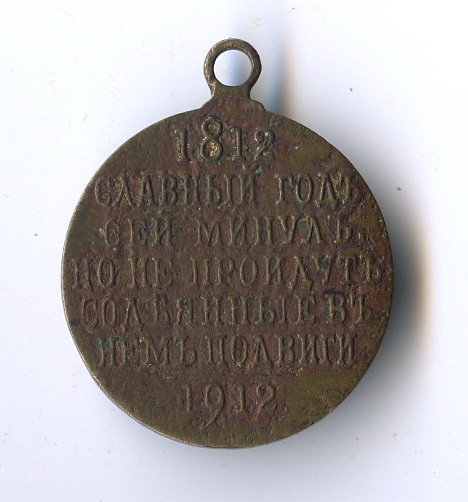 1812
СЛАВНЫЙ ГОДЪ
СЕЙ МИНУЛЪ
НО НЕ ПРОЙДУТЪ
СОДѢЯННЫЕ ВЪ
НЕМЪ ПОДВИГИ
1912